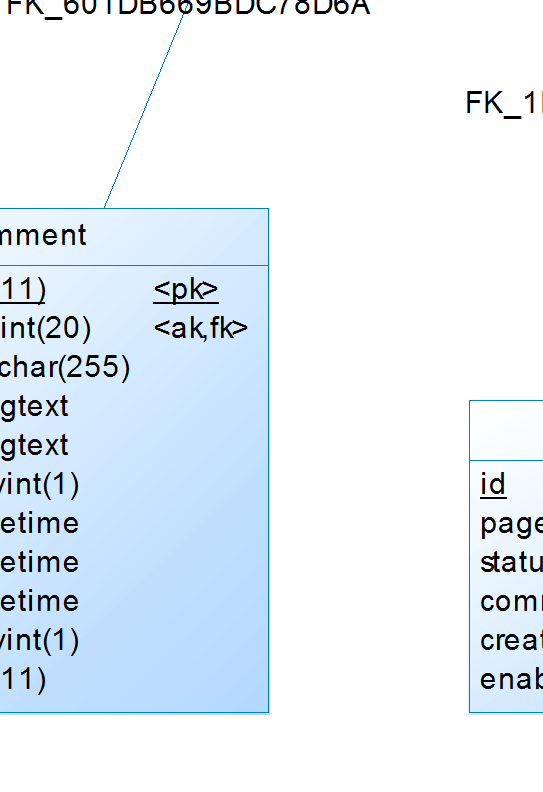 FK_601DB669BDC78D6A
FK_1
mment
11) <pk>
int(20) <ak,fk>
char(255)
gtext
gtext
yint(1)
etime
etime
etime
yint(1)
11)
id
page
statu
com
creat
enab